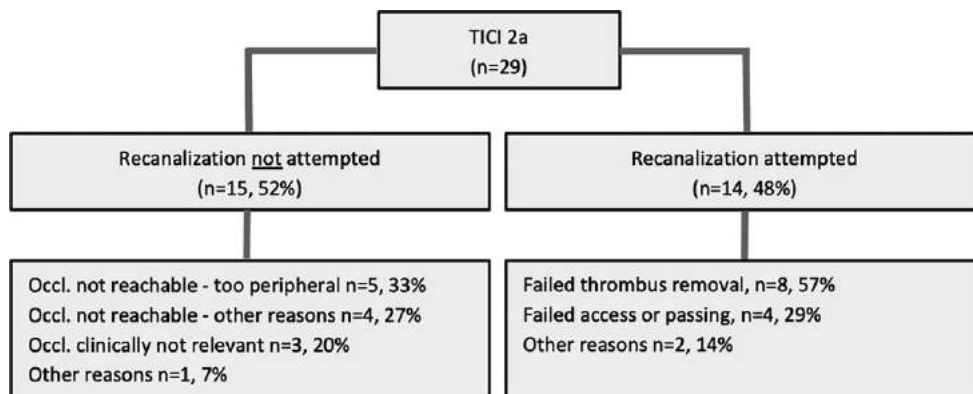 TICI 2a
(n=29)
Recanalization not attempted
(n=15, 52%)
Recanalization attempted
(n=14, 48%)
Occl. not reachable - too peripheral n=5, 33%
Occl. not reachable - other reasons n=4, 27%
Occl. clinically not relevant n=3, 20%
Other reasons n=1, 7%
Failed thrombus removal, n=8, 57%
Failed access or passing, n=4, 29%
Other reasons n=2, 14%